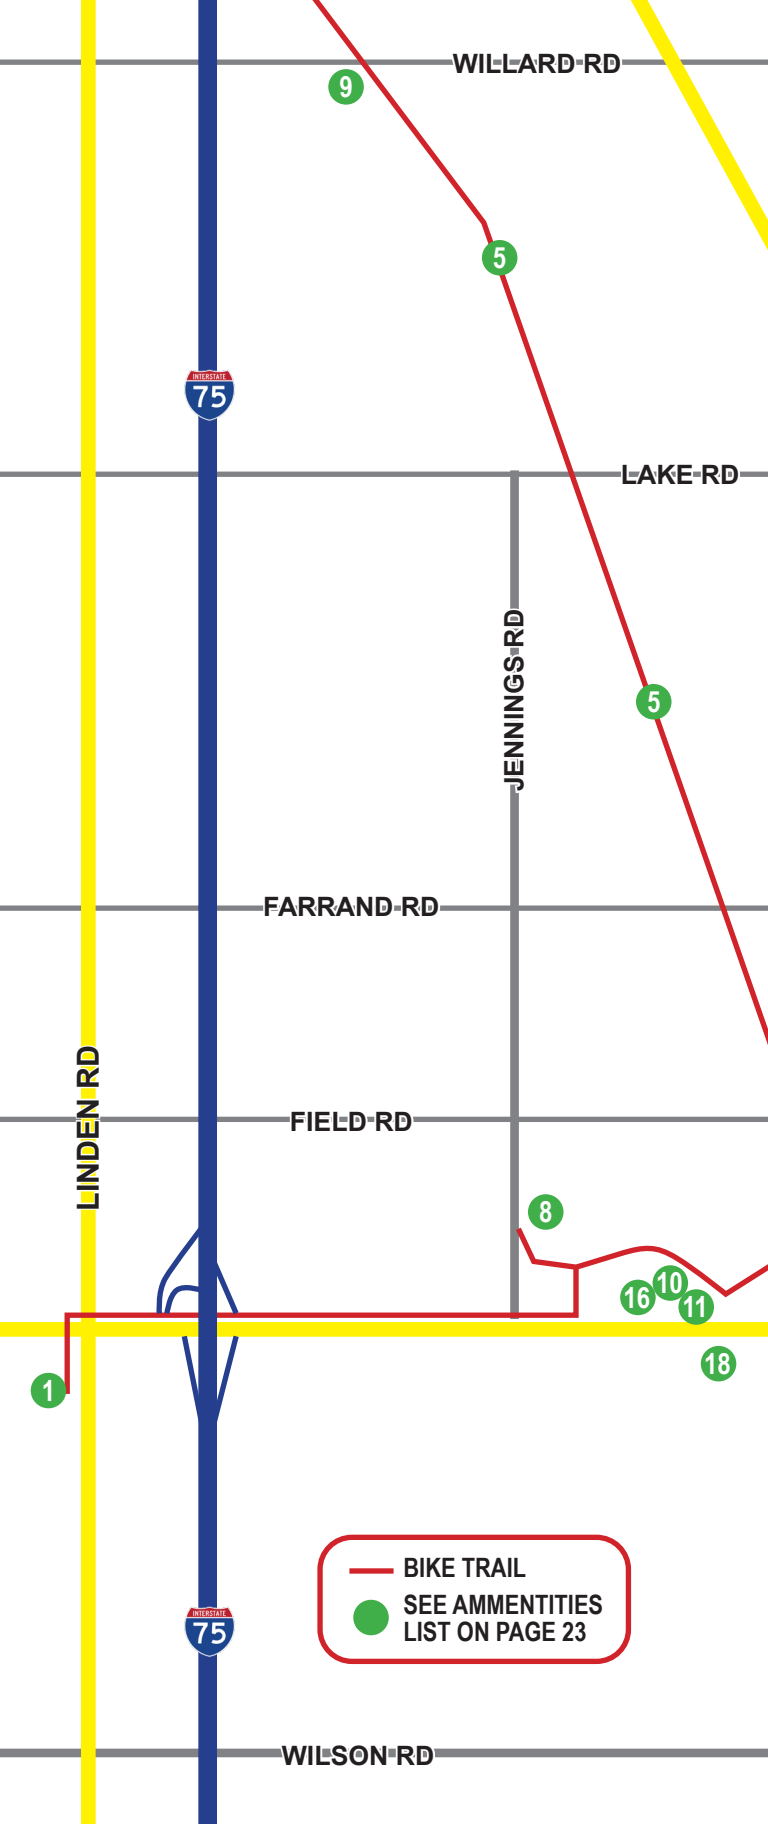 WILLARD RD
9
5
INTERSTATE
75
LAKE RD
JENNINGS RD
5
FARRAND RD
LINDEN RD
FIELD RD
8
10
16
11
18
1
BIKE TRAIL
SEE AMMENTITIES
LIST ON PAGE 23
INTERSTATE
75
WILSON RD